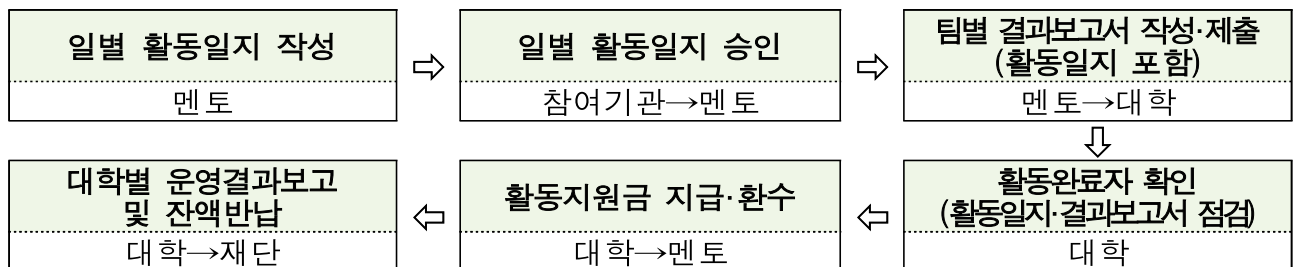 일별 활동일지 작성
멘토
⇨
일별 활동일지 승인
참여기관→멘토
⇨
팀별 결과보고서 작성·제출
(활동일지 포함)
멘토→대학
⇩
활동완료자 확인
(활동일지·결과보고서 점검)
대학
⇦
활동지원금 지급·환수
대학→멘토
⇦
대학별 운영결과보고
및 잔액반납
대학→재단